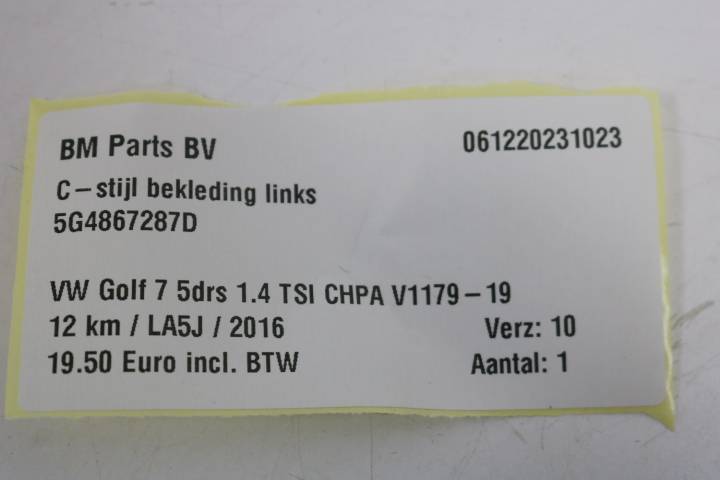 BM Parts BV 061220231023
C-stijl bekleding links
5G4867287D
VW Golf 7 5drs 1.4 TSI CHPA V1179-19
12 km / LA5J / 2016 Verz: 10
19.50 Euro incl. BTW Aantal: 1